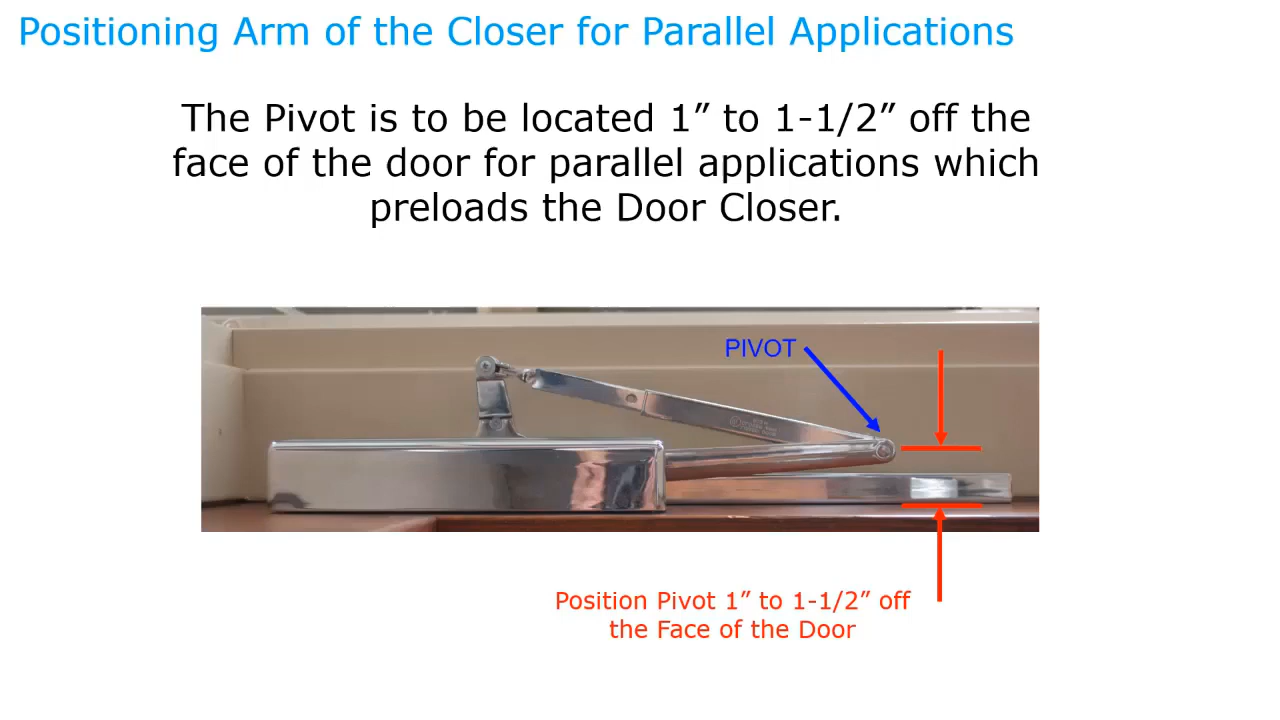 Positioning Arm of the Closer for Parallel Applications
The Pivot is to be located 1” to 1-1/2” off the
face of the door for parallel applications which
preloads the Door Closer.
PIVOT
Position Pivot 1” to 1-1/2” off
the Face of the Door